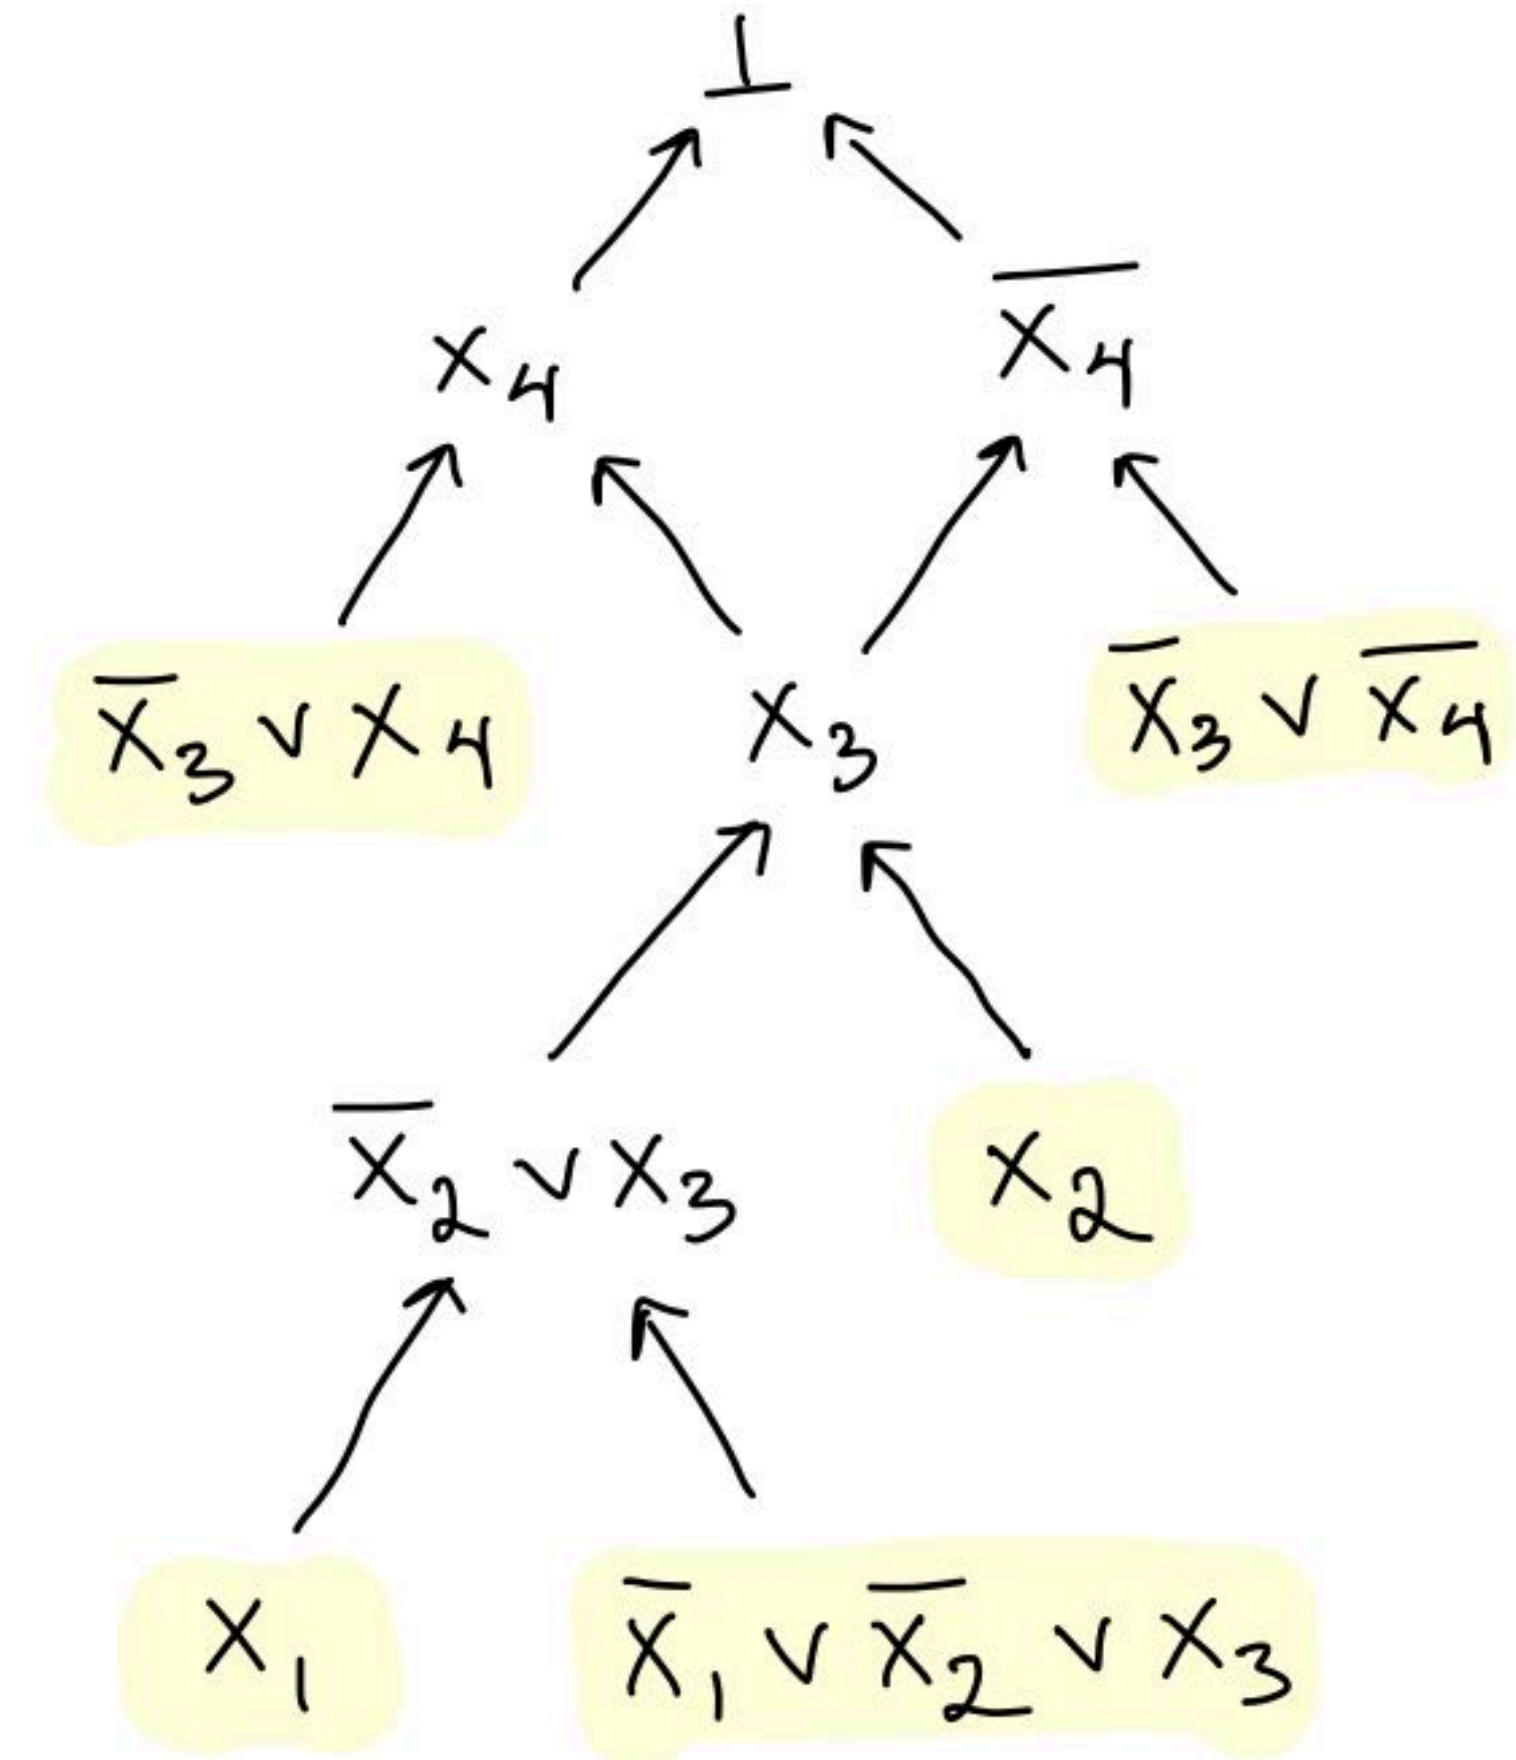 ⊥
x₄ x̅₄
x̅₃ ∨ x₄ x₃ x̅₃ ∨ x̅₄
x̅₂ ∨ x₃ x₂
x₁ x̅₁ ∨ x̅₂ ∨ x₃